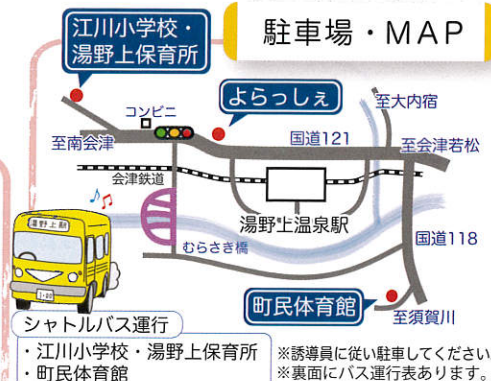 駐車場・MAP
江川小学校・
湯野上保育所
コンビニ
よらっしぇ
至大内宿
至南会津
国道121
至会津若松
会津鉄道
湯野上温泉駅
湯野上駅
むらさき橋
国道118
町民体育館
至須賀川
シャトルバス運行
・江川小学校・湯野上保育所
・町民体育館
※誘導員に従い駐車してください
※裏面にバス運行表あります。